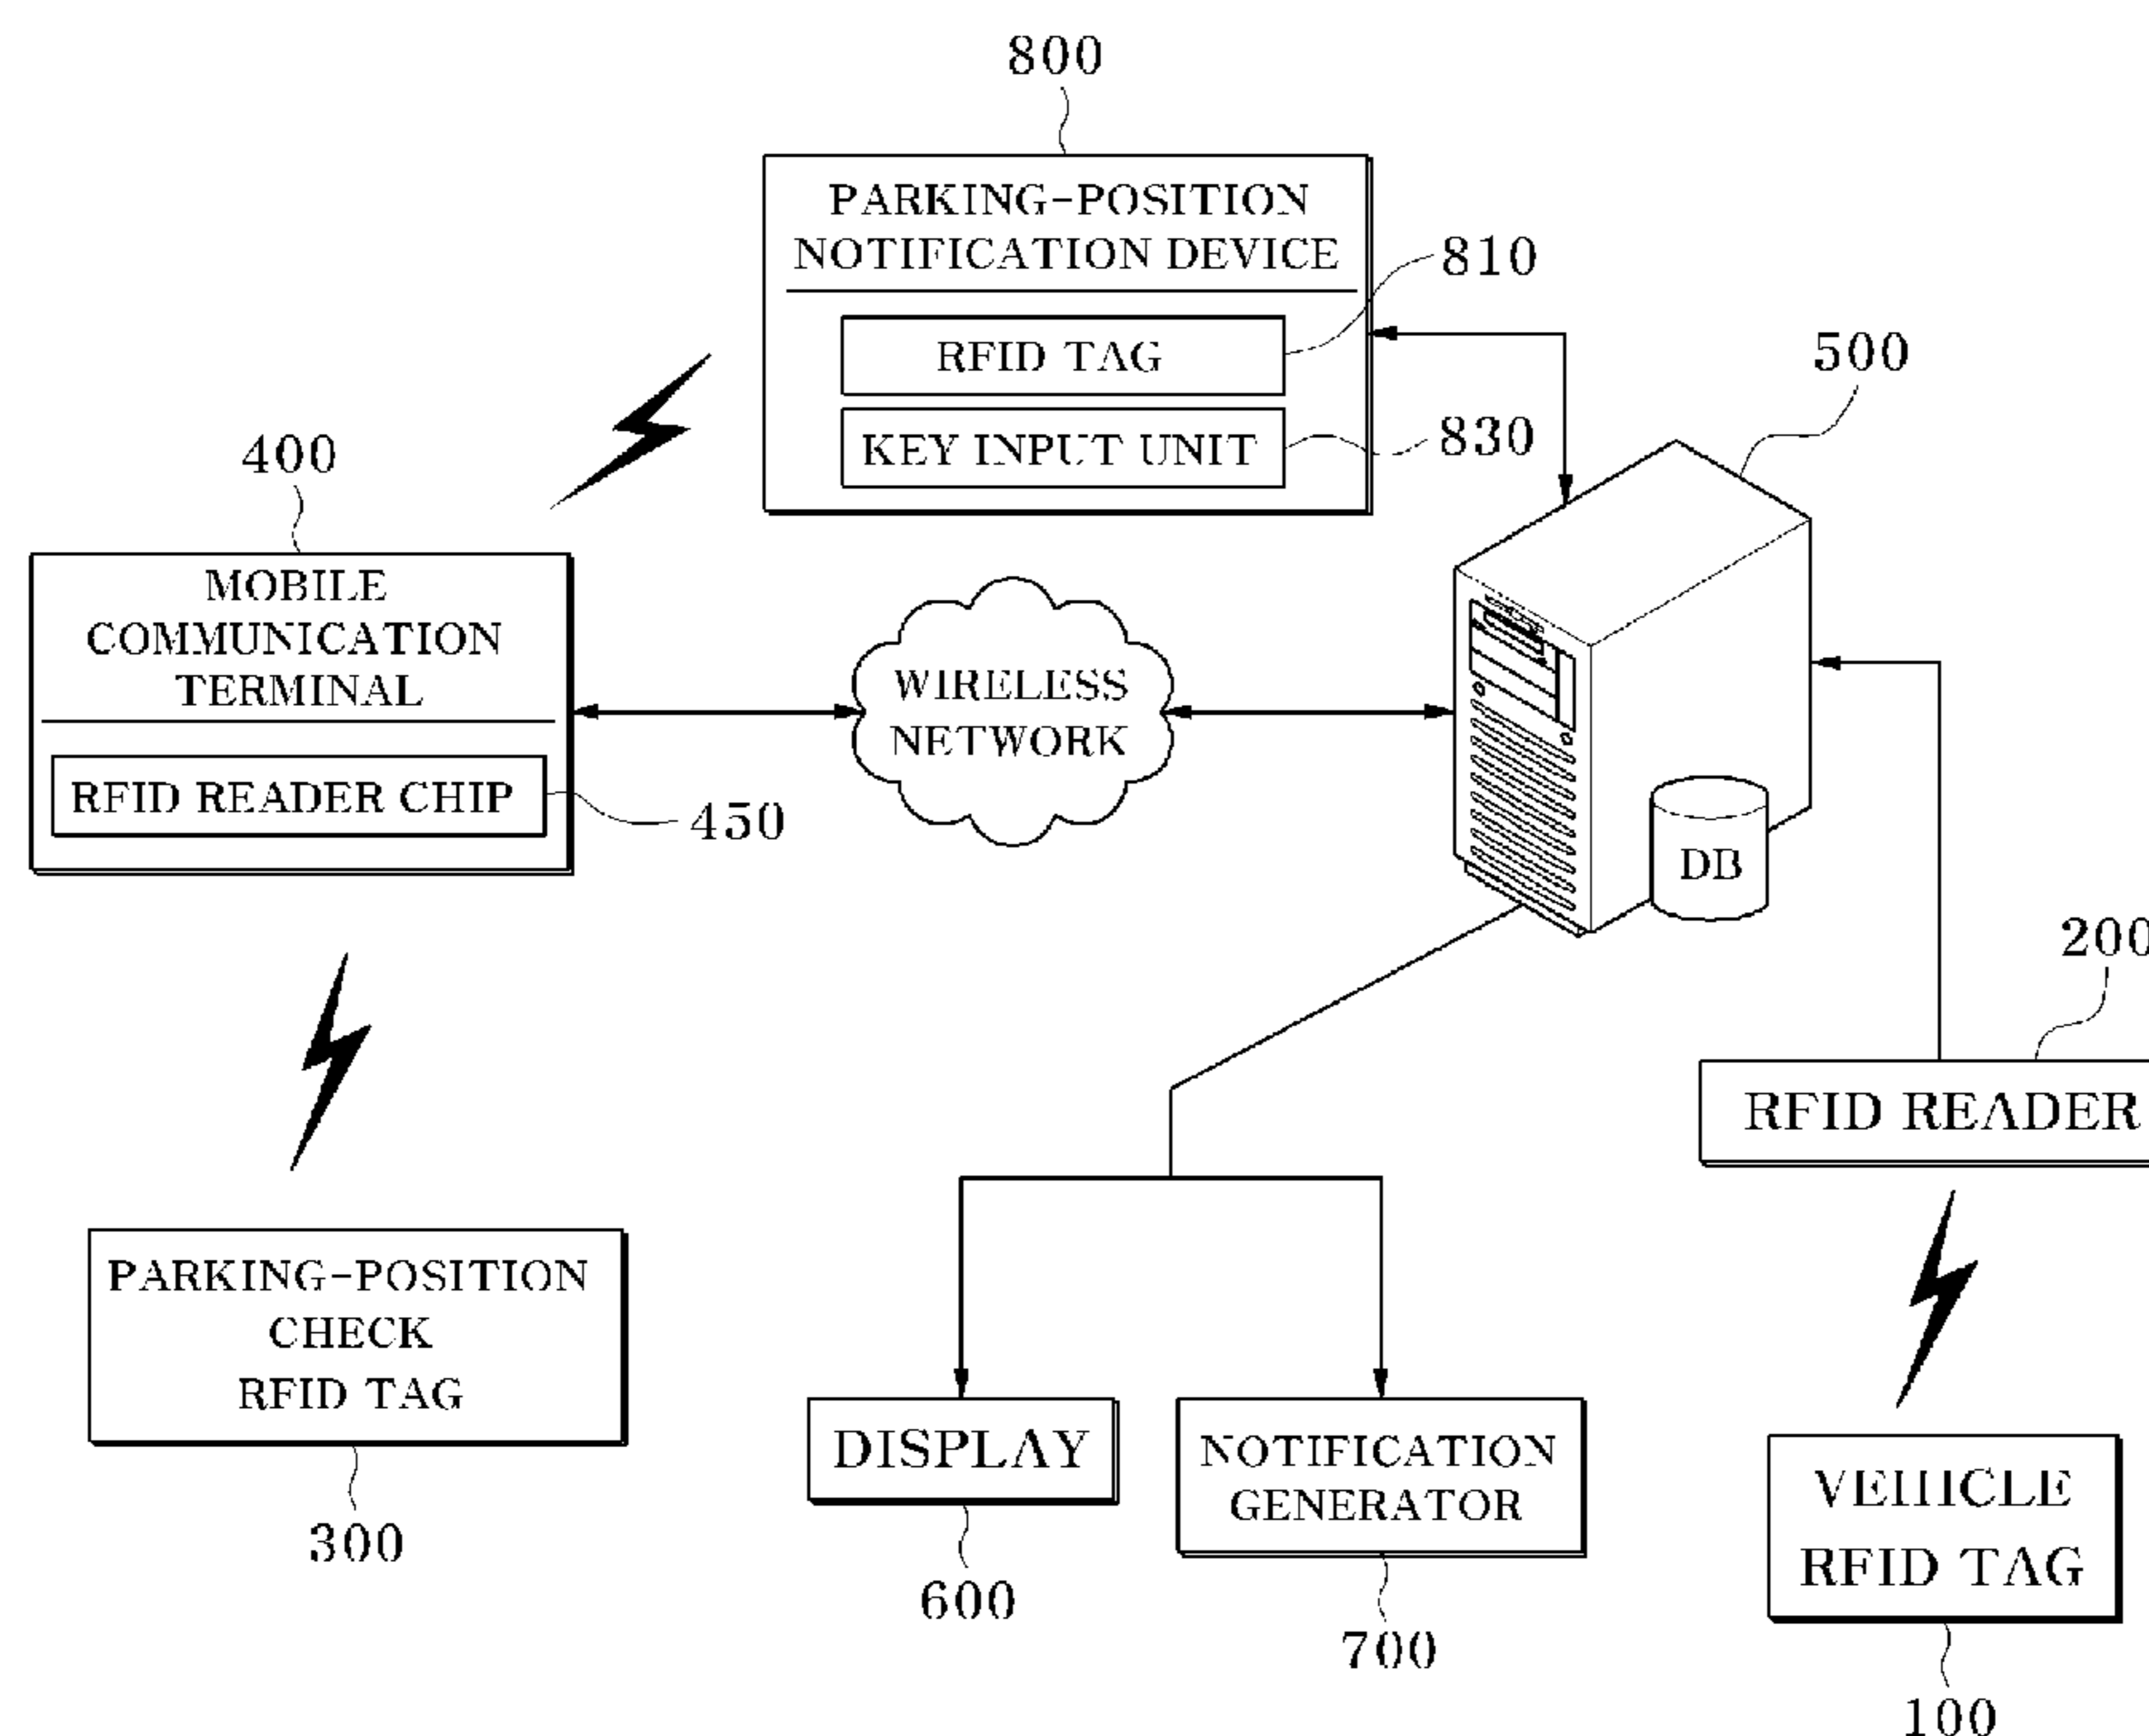 800
PARKING-POSITION
NOTIFICATION DEVICE
810
RFID TAG
500
KEY INPUT UNIT
830
400
MOBILE
COMMUNICATION
TERMINAL
WIRELESS
NETWORK
RFID READER CHIP
450
DB
200
RFID READER
PARKING-POSITION
CHECK
RFID TAG
300
DISPLAY
600
NOTIFICATION
GENERATOR
700
VEHICLE
RFID TAG
100